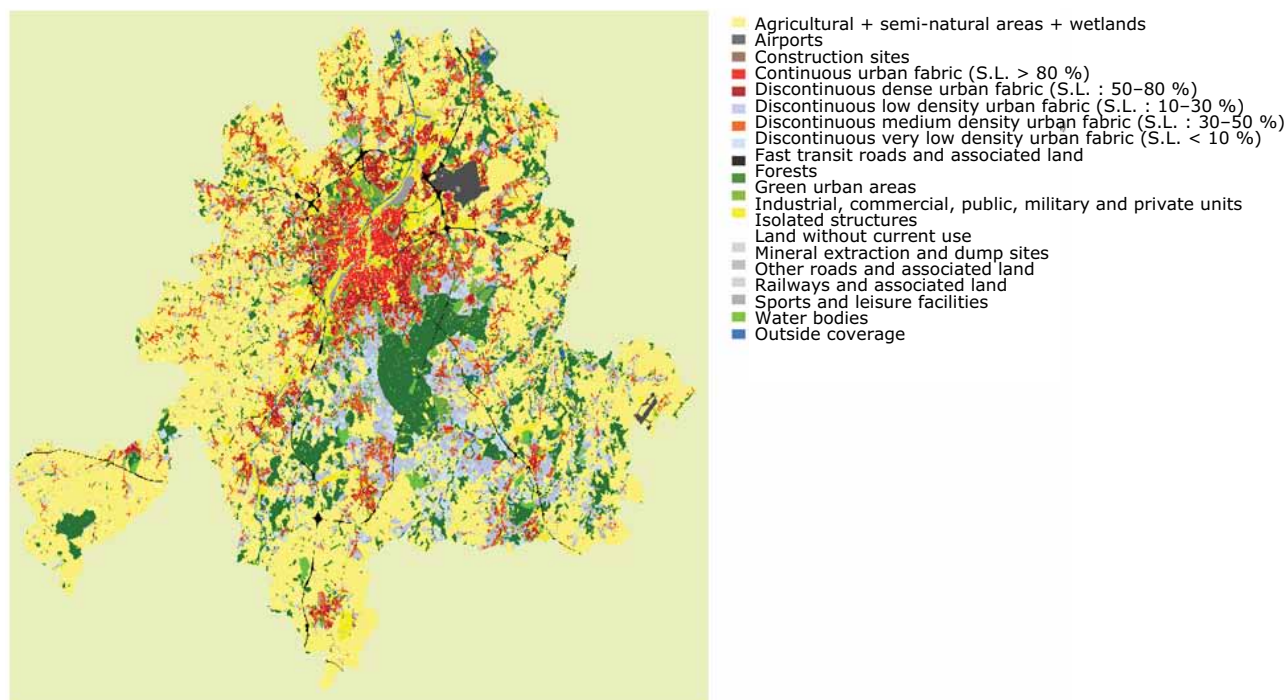 Agricultural + semi-natural areas + wetlands
Airports
Construction sites
Continuous urban fabric (S.L. > 80 %)
Discontinuous dense urban fabric (S.L. : 50–80 %)
Discontinuous low density urban fabric (S.L. : 10–30 %)
Discontinuous medium density urban fabric (S.L. : 30–50 %)
Discontinuous very low density urban fabric (S.L. < 10 %)
Fast transit roads and associated land
Forests
Green urban areas
Industrial, commercial, public, military and private units
Isolated structures
Land without current use
Mineral extraction and dump sites
Other roads and associated land
Railways and associated land
Sports and leisure facilities
Water bodies
Outside coverage